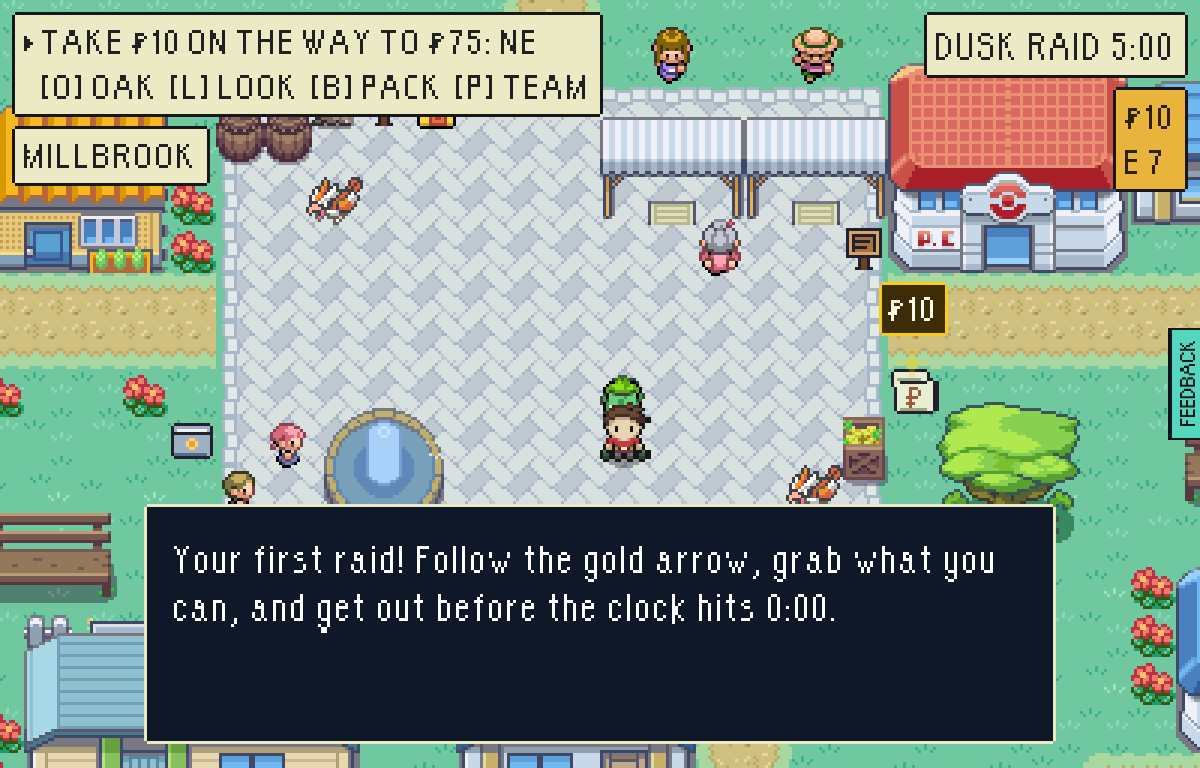 ▸TAKE ₽10 ON THE WAY TO ₽75: NE
[O] OAK [L] LOOK [B] PACK [P] TEAM
DUSK RAID 5:00
MILLBROOK
₽10
E 7
P.C
₽10
₽
FEEDBACK
Your first raid! Follow the gold arrow, grab what you
can, and get out before the clock hits 0:00.